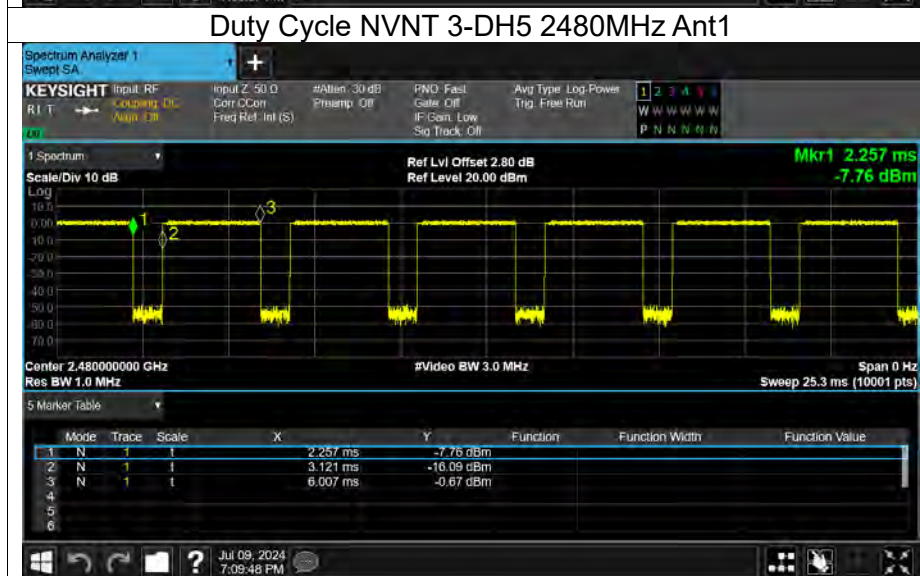 Duty Cycle NVNT 3-DH5 2480MHz Ant1
Spectrum Analyzer 1
Swept SA
+
KEYSIGHT Input: RF Input Z: 50 Ω #Atten: 30 dB PNO: Fast Avg Type: Log-Power 1 2 3 4 5 6
R L T Coupling: DC Corr CCorr Preamp: Off Gate: Off Trig: Free Run W W W W W W
Align: Off Freq Ref: Int (S) IF Gain: Low
Sig Track: Off P N N N N N
1 Spectrum
Ref Lvl Offset 2.80 dB Mkr1 2.257 ms
Scale/Div 10 dB Ref Level 20.00 dBm -7.76 dBm
Log
10.0
0.00
-10.0
-20.0
-30.0
-40.0
-50.0
-60.0
-70.0
1
2
3
Center 2.480000000 GHz #Video BW 3.0 MHz Span 0 Hz
Res BW 1.0 MHz Sweep 25.3 ms (10001 pts)
5 Marker Table
Mode Trace Scale X Y Function Function Width Function Value
1 N 1 t 2.257 ms -7.76 dBm
2 N 1 t 3.121 ms -16.09 dBm
3 N 1 t 6.007 ms -0.67 dBm
4
5
6
? Jul 09, 2024
7:09:48 PM